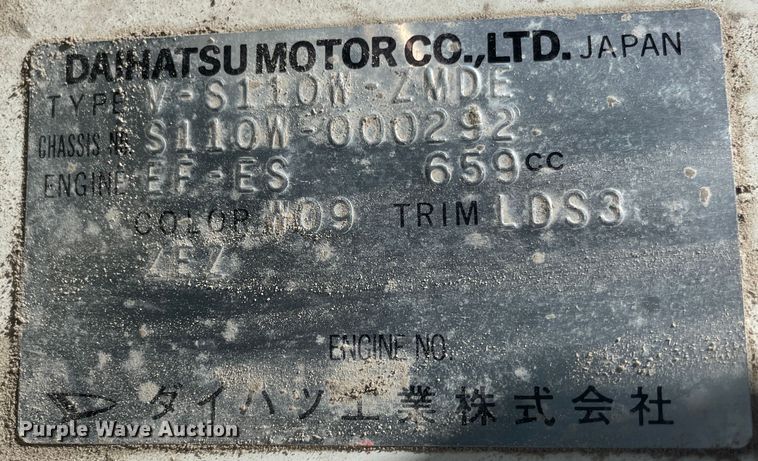 DAIHATSU MOTOR CO.,LTD. JAPAN
TYPE V-S110W-ZMDE
CHASSIS NO. S110W-000292
ENGINE EF-ES 659CC
COLOR W09 TRIM LDS3
ZEZ
ENGINE NO.
ダイハツ工業株式会社
Purple Wave Auction